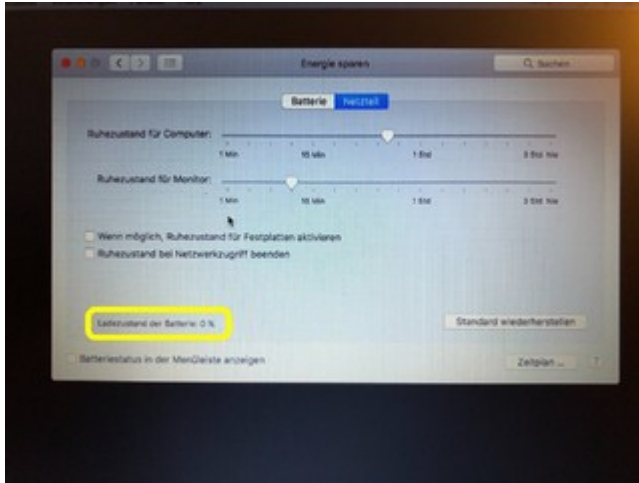 Energie sparen
Suchen
Batterie Netzteil
Ruhezustand für Computer:
1 Min 15 Min 1 Std 3 Std Nie
Ruhezustand für Monitor:
1 Min 15 Min 1 Std 3 Std Nie
Wenn möglich, Ruhezustand für Festplatten aktivieren
Ruhezustand bei Netzwerkzugriff beenden
Ladezustand der Batterie: 0 %
Standard wiederherstellen
Batteriestatus in der Menüleiste anzeigen
Zeitplan ... ?